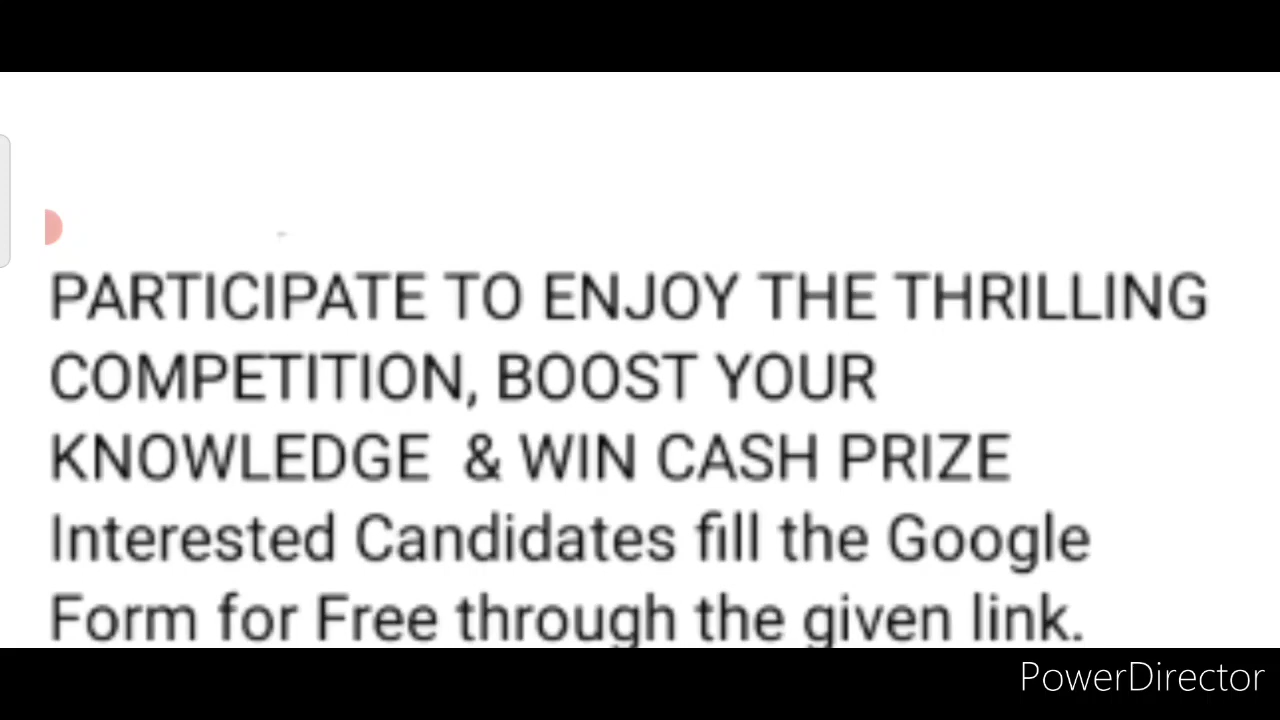 PARTICIPATE TO ENJOY THE THRILLING
COMPETITION, BOOST YOUR
KNOWLEDGE & WIN CASH PRIZE
Interested Candidates fill the Google
Form for Free through the given link.
PowerDirector